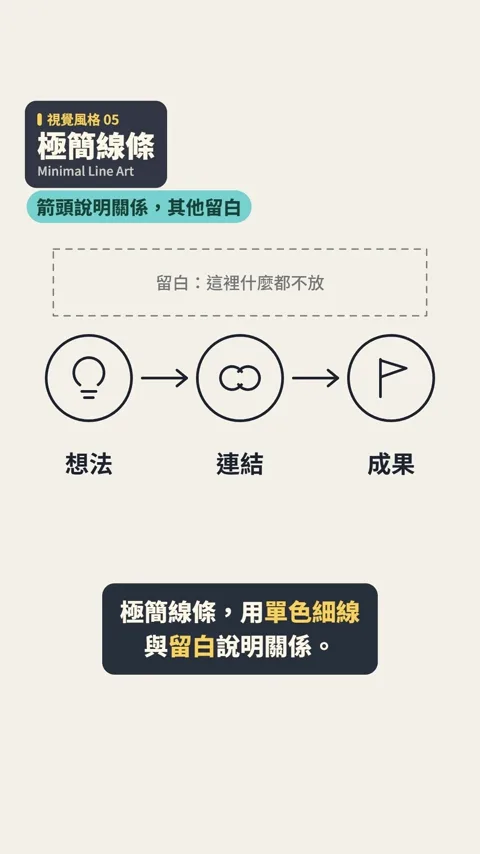 視覺風格 05
極簡線條
Minimal Line Art
箭頭說明關係，其他留白
留白：這裡什麼都不放
想法
連結
成果
極簡線條，用單色細線
與留白說明關係。